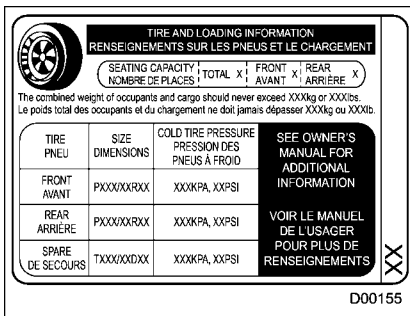 TIRE AND LOADING INFORMATION
RENSEIGNEMENTS SUR LES PNEUS ET LE CHARGEMENT
SEATING CAPACITY
NOMBRE DE PLACES
TOTAL X
FRONT
AVANT
X
REAR
ARRIÈRE
X
The combined weight of occupants and cargo should never exceed XXXkg or XXXlbs.
Le poids total des occupants et du chargement ne doit jamais dépasser XXXkg ou XXXlb.
TIRE
PNEU
SIZE
DIMENSIONS
COLD TIRE PRESSURE
PRESSION DES
PNEUS À FROID
FRONT
AVANT
PXXX/XXRXX
XXXKPA, XXPSI
REAR
ARRIÈRE
PXXX/XXRXX
XXXKPA, XXPSI
SPARE
DE SECOURS
TXXX/XXDXX
XXXKPA, XXPSI
SEE OWNER'S
MANUAL FOR
ADDITIONAL
INFORMATION
VOIR LE MANUEL
DE L'USAGER
POUR PLUS DE
RENSEIGNEMENTS
XX
D00155